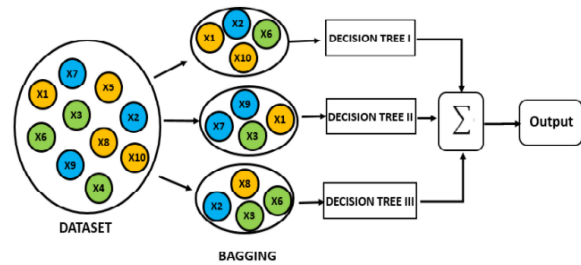 X7
X5
X1
X3
X2
X6
X8
X10
X9
X4
DATASET
X2
X1
X6
X10
X9
X7
X1
X3
X8
X2
X6
X3
BAGGING
DECISION TREE I
DECISION TREE II
DECISION TREE III
∑
Output